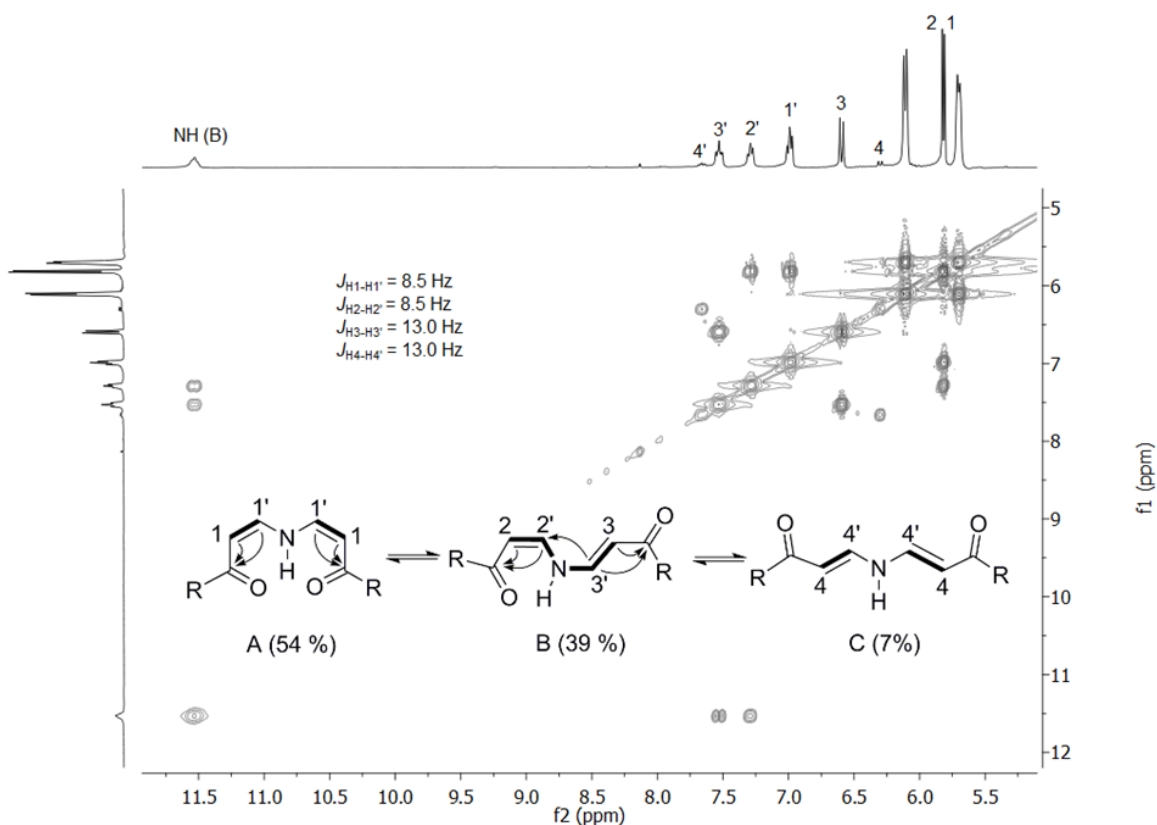 2 1
1'
3
3'
2'
NH (B)
4'
4
5
J_H1-H1' = 8.5 Hz
J_H2-H2' = 8.5 Hz
J_H3-H3' = 13.0 Hz
J_H4-H4' = 13.0 Hz
6
7
8
9
10
11
12
f1 (ppm)
1 1' 1' 1
N
H
O O
R R
A (54 %)
2 2' 3
O
R
N
H
3'
O
R
B (39 %)
O 4' 4' O
R 4 N 4 R
H
C (7%)
11.5 11.0 10.5 10.0 9.5 9.0 8.5 8.0 7.5 7.0 6.5 6.0 5.5
f2 (ppm)